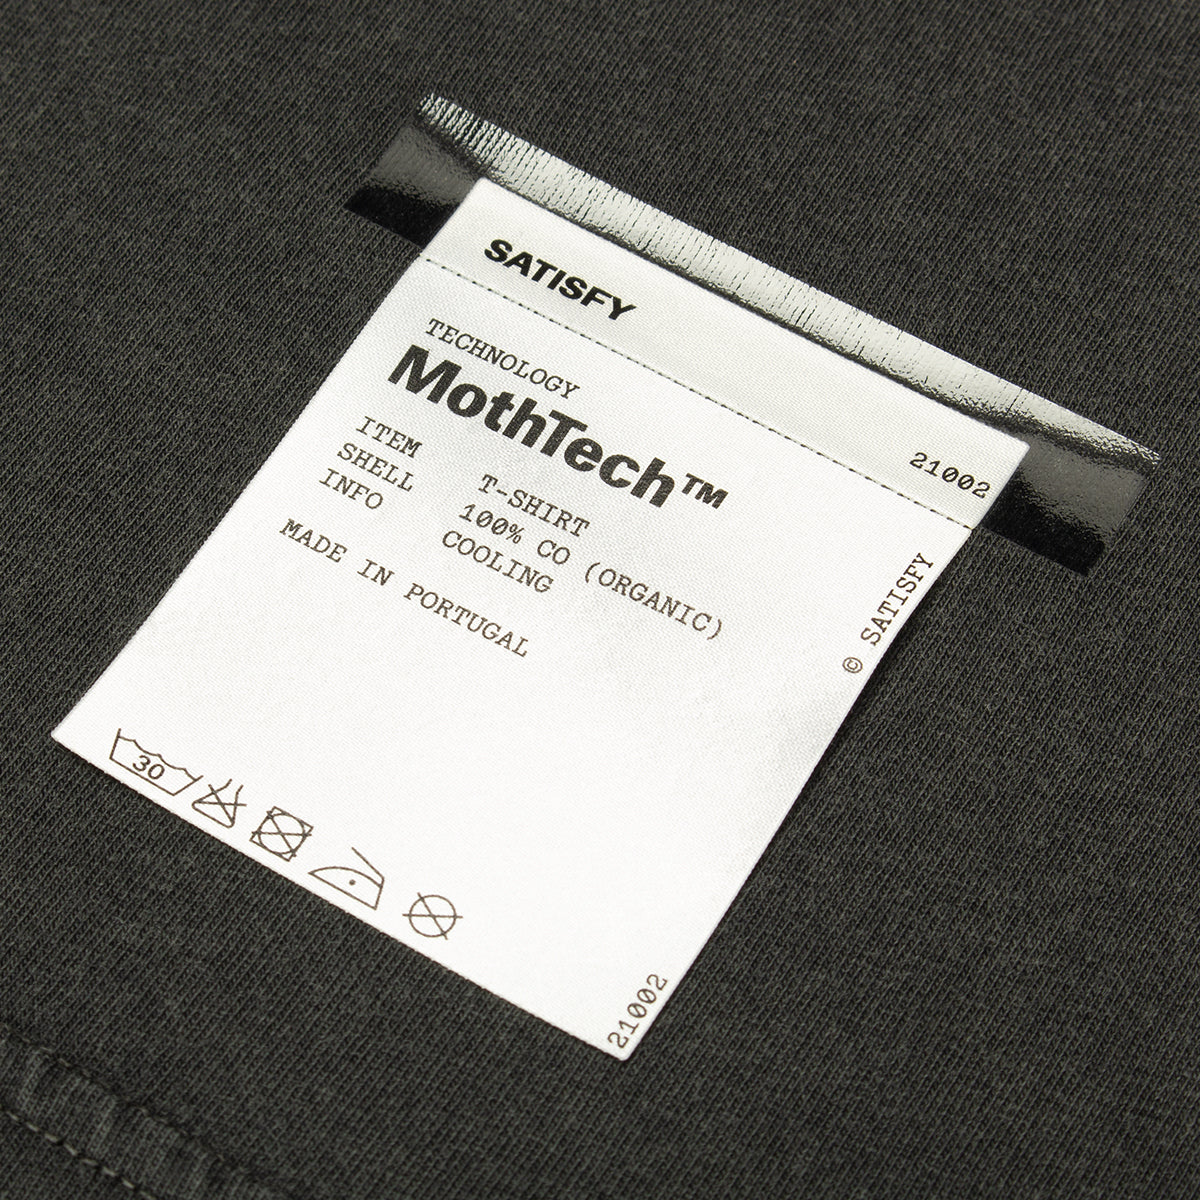 SATISFY
21002
TECHNOLOGY
MothTech™
ITEM T-SHIRT
SHELL 100% CO (ORGANIC)
INFO COOLING
MADE IN PORTUGAL
© SATISFY
30
21002